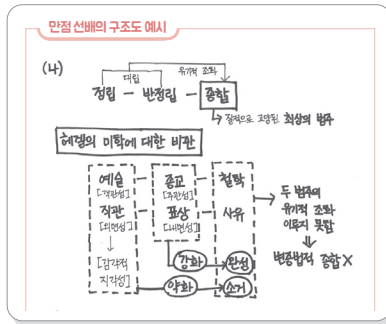 만점 선배의 구조도 예시
(나)
대립
유기적 조화
정립 - 반정립 - 종합
→ 질적으로 고양된 최상의 범주
헤겔의 미학에 대한 비판
예술 - 종교 - 철학
[객관성] [주관성]
직관 - 표상 - 사유
[외면성] [내면성]
→ 두 범주의
유기적 조화
이루지 못함
변증법적 종합 X
[감각적
지각성]
강화 → 완성
약화 → 소거